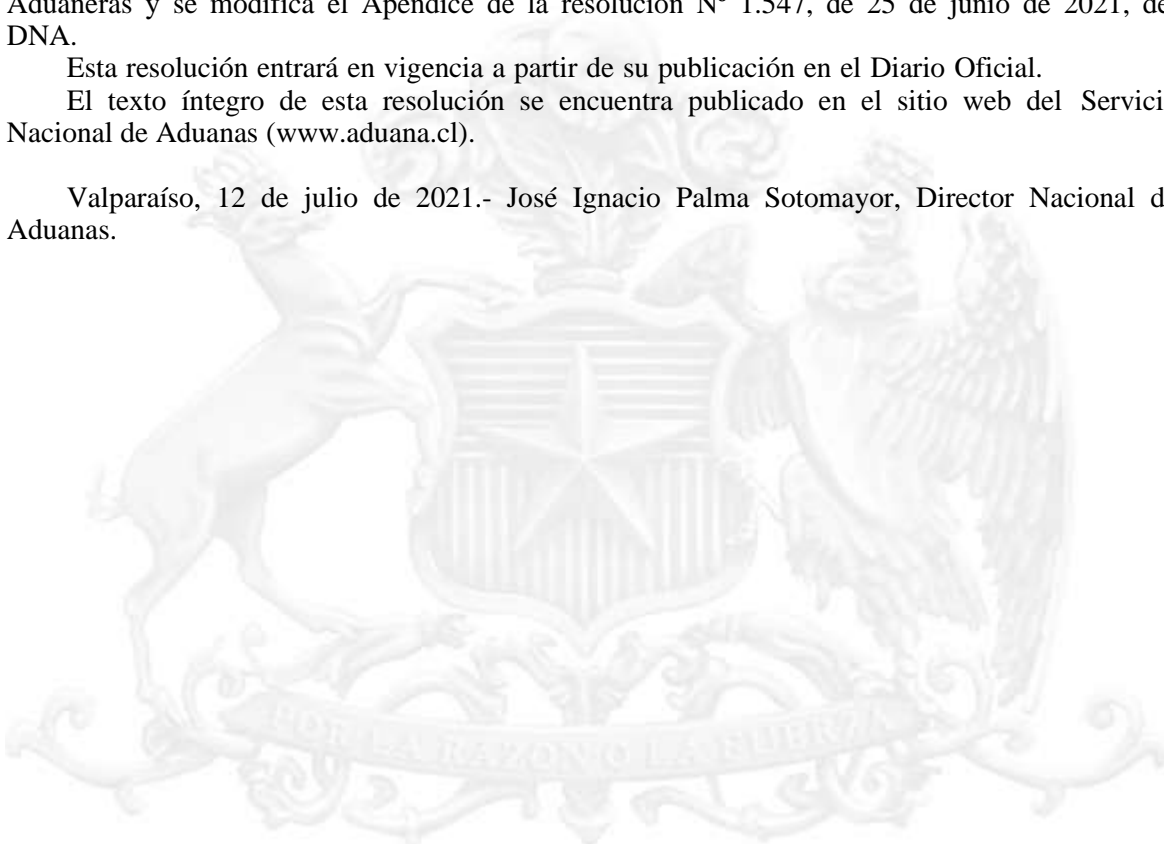 Aduaneras y se modifica el Apéndice de la resolución Nº 1.547, de 25 de junio de 2021, de
DNA.
Esta resolución entrará en vigencia a partir de su publicación en el Diario Oficial.
El texto íntegro de esta resolución se encuentra publicado en el sitio web del Servici
Nacional de Aduanas (www.aduana.cl).
Valparaíso, 12 de julio de 2021.- José Ignacio Palma Sotomayor, Director Nacional d
Aduanas.
POR LA RAZON O LA FUERZA